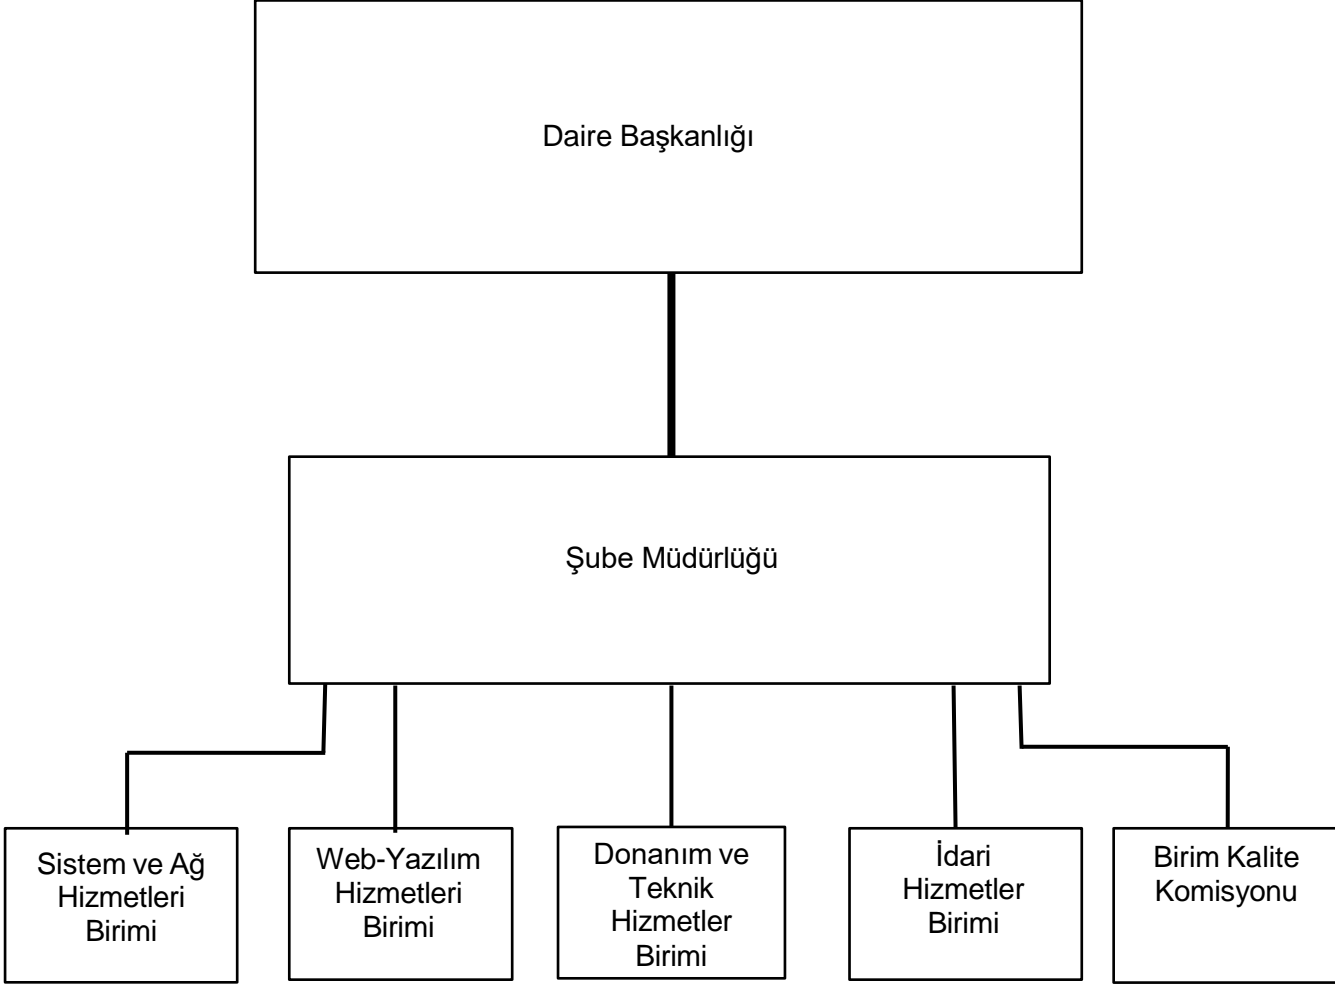 Daire Başkanlığı
Şube Müdürlüğü
Sistem ve Ağ
Hizmetleri
Birimi
Web-Yazılım
Hizmetleri
Birimi
Donanım ve
Teknik
Hizmetler
Birimi
İdari
Hizmetler
Birimi
Birim Kalite
Komisyonu